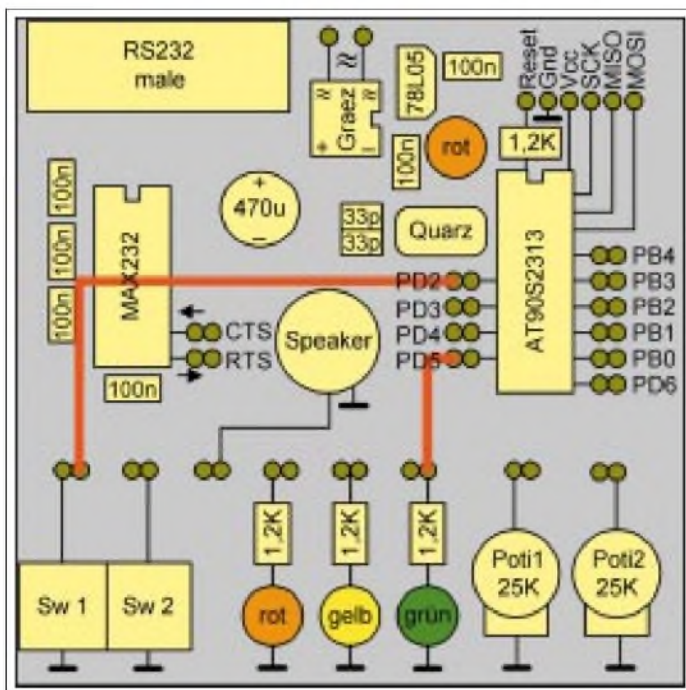 RS232
male
≈
≈ ≈
Graez
+ −
78L05
100n
Reset
Gnd
Vcc
SCK
MISO
MOSI
1,2K
rot
100n
100n
100n
100n
MAX232
+
470u
−
33p
33p
Quarz
AT90S2313
PD2
PD3
PD4
PD5
PB4
PB3
PB2
PB1
PB0
PD6
CTS
RTS
100n
Speaker
1,2K
1,2K
1,2K
Sw 1
Sw 2
rot
gelb
grün
Poti1
25K
Poti2
25K